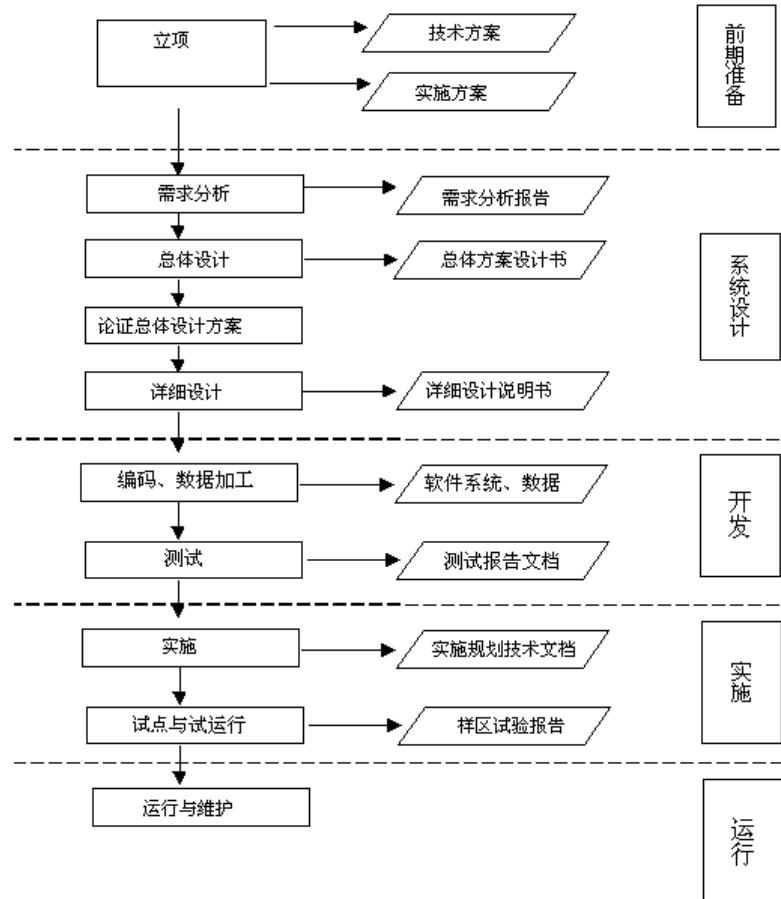 立项
技术方案
实施方案
前期准备
需求分析
需求分析报告
总体设计
总体方案设计书
论证总体设计方案
详细设计
详细设计说明书
系统设计
编码、数据加工
软件系统、数据
测试
测试报告文档
开发
实施
实施规划技术文档
试点与试运行
样区试验报告
实施
运行与维护
运行